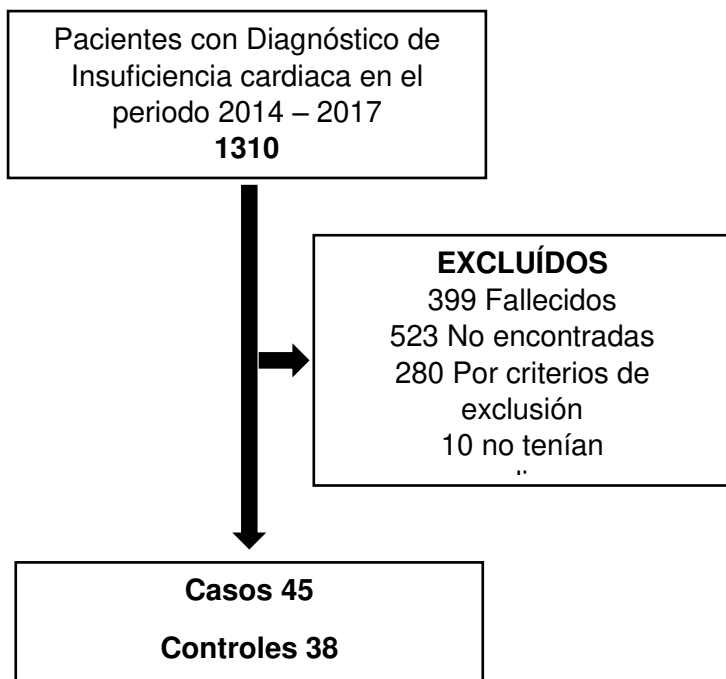 Pacientes con Diagnóstico de
Insuficiencia cardiaca en el
periodo 2014 – 2017
1310
EXCLUÍDOS
399 Fallecidos
523 No encontradas
280 Por criterios de
exclusión
10 no tenían
Casos 45
Controles 38